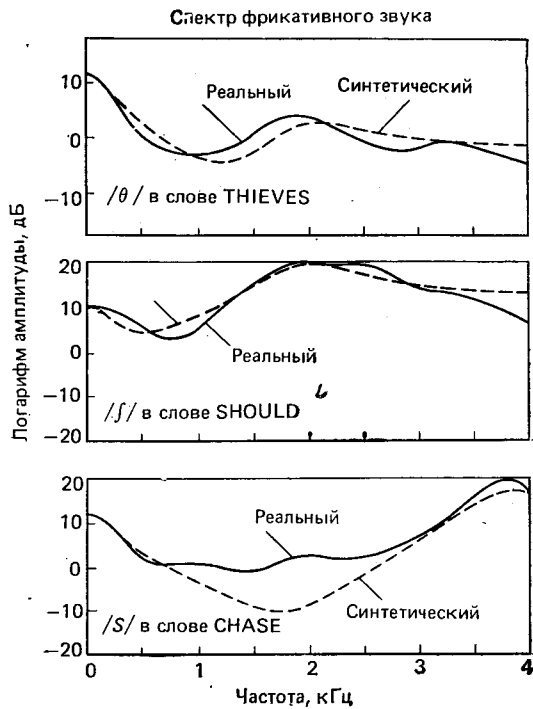 Спектр фрикативного звука
10
0
−10
Реальный
Синтетический
/θ/ в слове THIEVES
Логарифм амплитуды, дБ
20
10
0
−10
−20
Реальный
/ʃ/ в слове SHOULD
20
10
0
−10
−20
Реальный
Синтетический
/S/ в слове CHASE
0 1 2 3 4
Частота, кГц